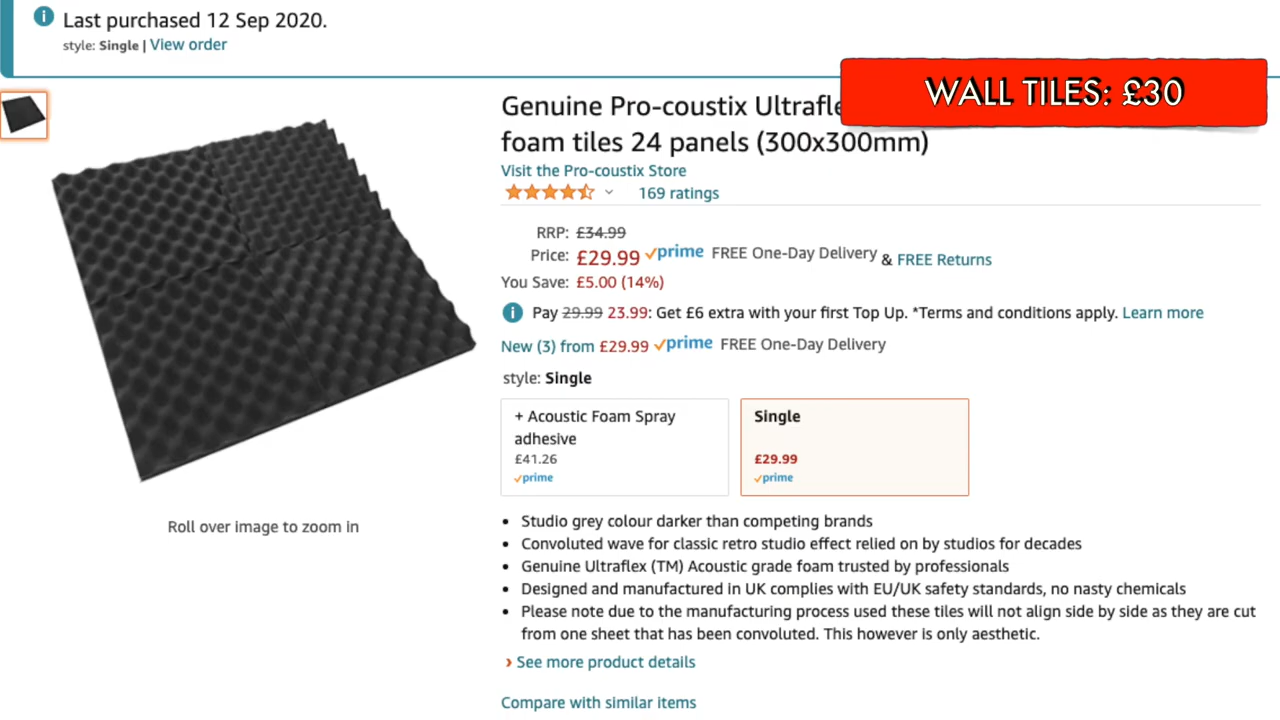 Last purchased 12 Sep 2020.
style: Single | View order
WALL TILES: £30
Genuine Pro-coustix Ultrafle
foam tiles 24 panels (300x300mm)
Visit the Pro-coustix Store
169 ratings
RRP: £34.99
Price: £29.99 prime FREE One-Day Delivery & FREE Returns
You Save: £5.00 (14%)
Pay 29.99 23.99: Get £6 extra with your first Top Up. *Terms and conditions apply. Learn more
New (3) from £29.99 prime FREE One-Day Delivery
style: Single
+ Acoustic Foam Spray
adhesive
£41.26
prime
Single
£29.99
prime
Roll over image to zoom in
• Studio grey colour darker than competing brands
• Convoluted wave for classic retro studio effect relied on by studios for decades
• Genuine Ultraflex (TM) Acoustic grade foam trusted by professionals
• Designed and manufactured in UK complies with EU/UK safety standards, no nasty chemicals
• Please note due to the manufacturing process used these tiles will not align side by side as they are cut
from one sheet that has been convoluted. This however is only aesthetic.
› See more product details
Compare with similar items